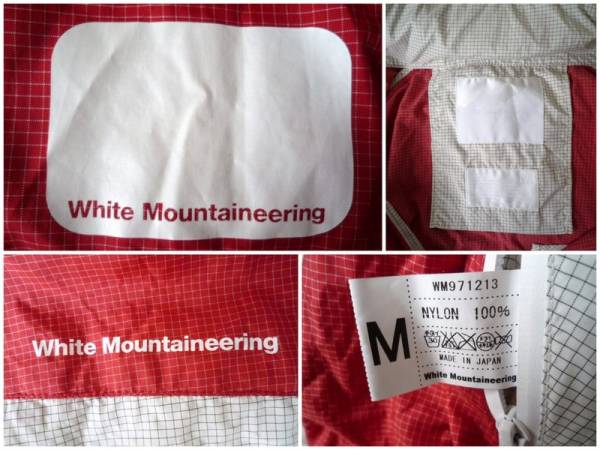 White Mountaineering
White Mountaineering
WM971213
NYLON 100%
M
MADE IN JAPAN
White Mountaineering